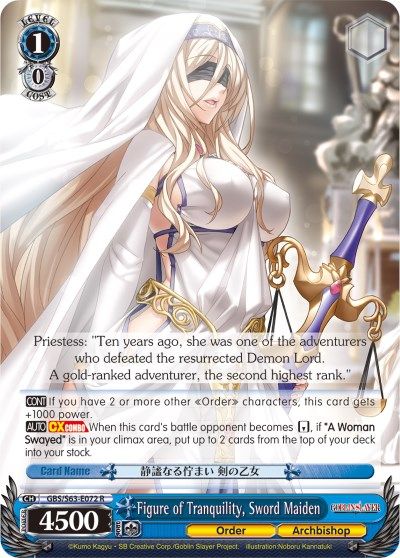 LEVEL
1
0
COST
Priestess: "Ten years ago, she was one of the adventurers
who defeated the resurrected Demon Lord.
A gold-ranked adventurer, the second highest rank."
CONT If you have 2 or more other «Order» characters, this card gets
+1000 power.
AUTO CXCOMBO When this card's battle opponent becomes [▼], if "A Woman
Swayed" is in your climax area, put up to 2 cards from the top of your deck
into your stock.
Card Name 静謐なる佇まい 剣の乙女
CH GBS/S63-E072 R
POWER
4500
SOUL
Figure of Tranquility, Sword Maiden
GOBLIN SLAYER
Order
Archbishop
©Kumo Kagyu・SB Creative Corp./Goblin Slayer Project. illustration:Noboru Kannatuki